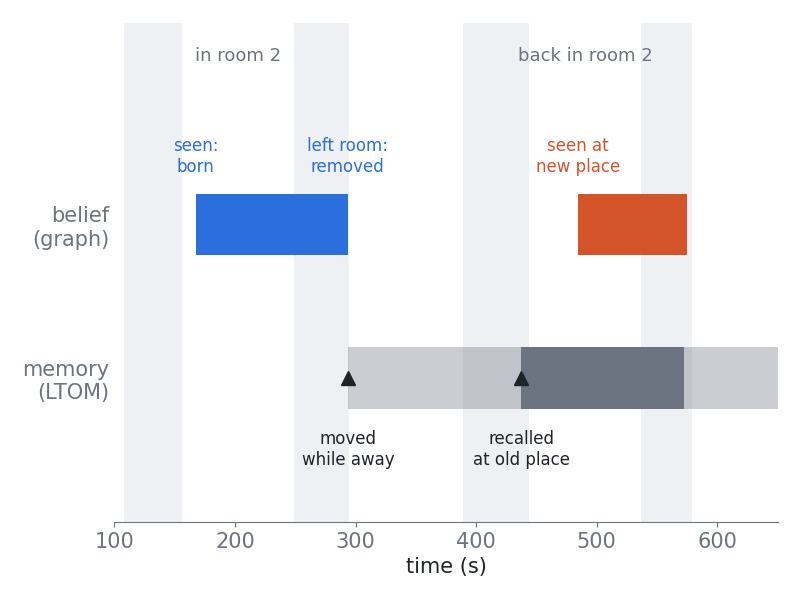 in room 2
back in room 2
seen:
born
left room:
removed
seen at
new place
belief
(graph)
memory
(LTOM)
moved
while away
recalled
at old place
100 200 300 400 500 600
time (s)